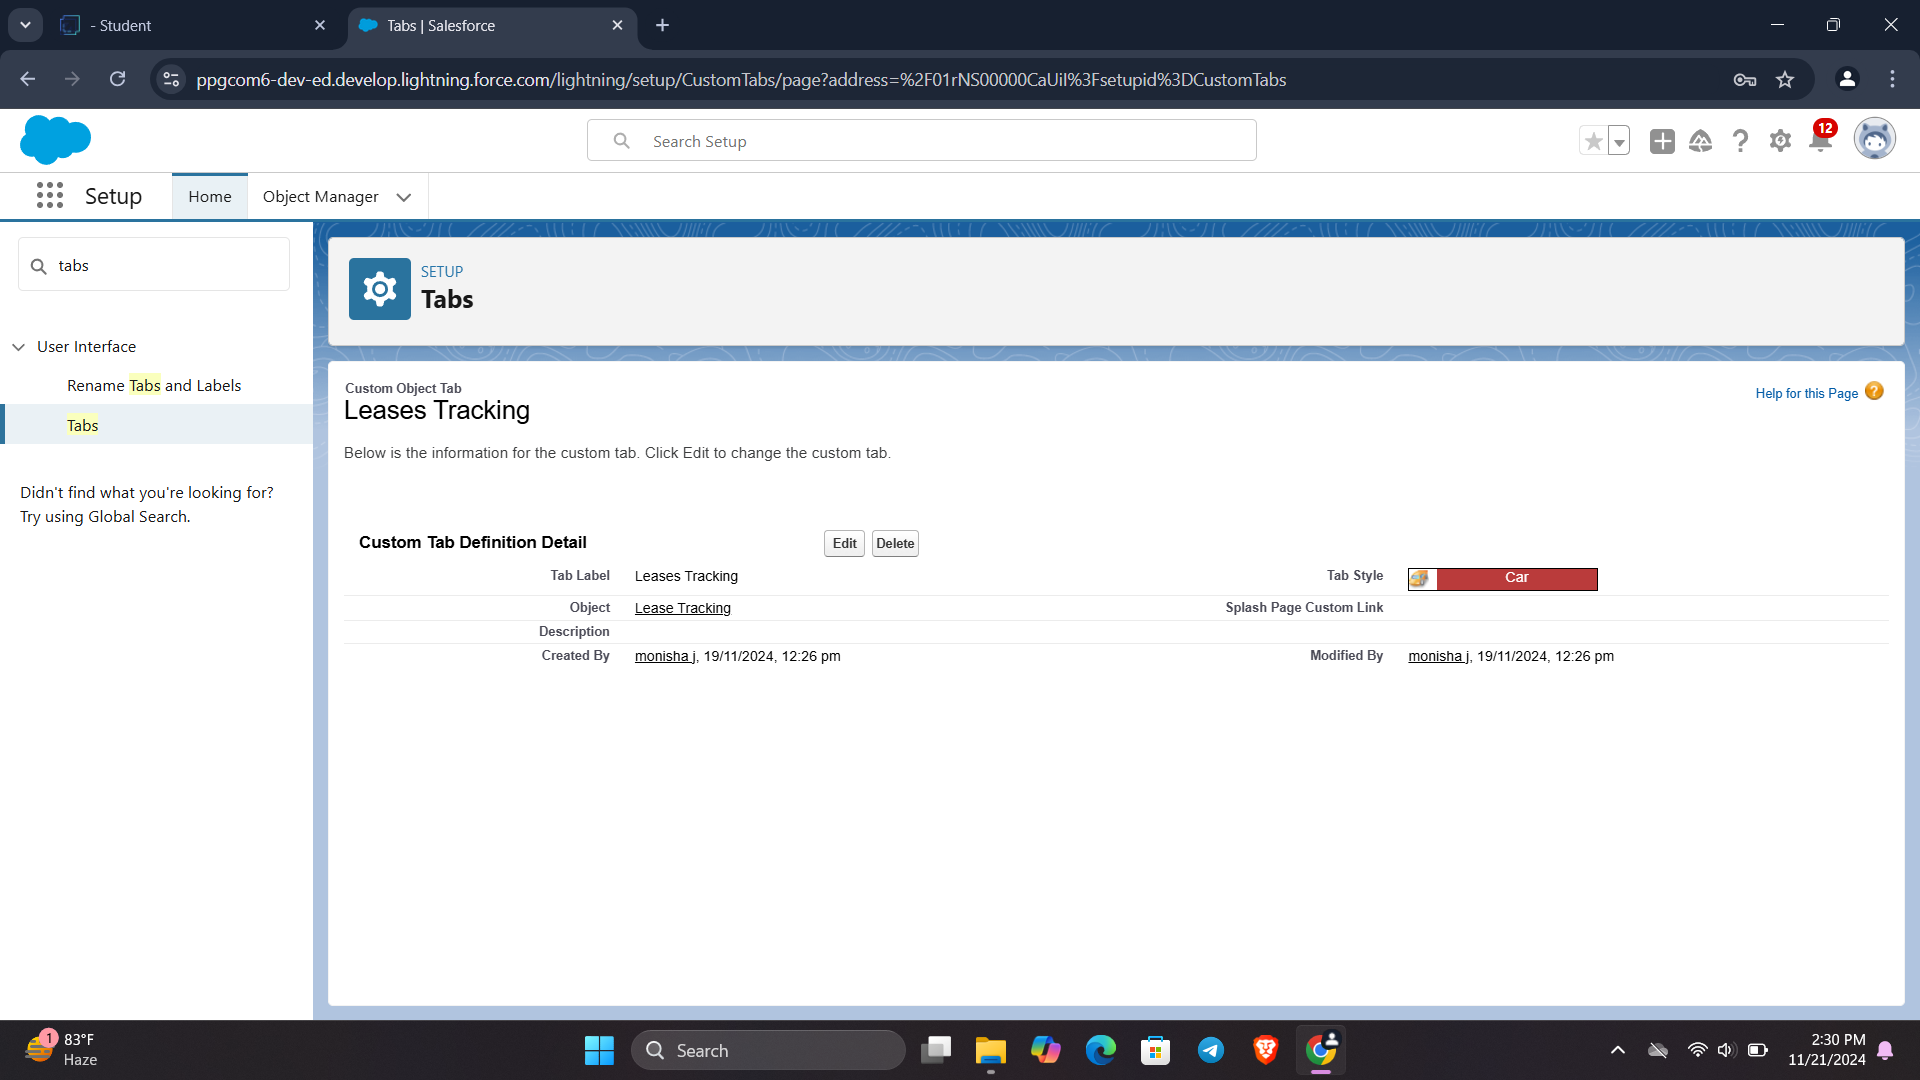 - Student
Tabs | Salesforce
ppgcom6-dev-ed.develop.lightning.force.com/lightning/setup/CustomTabs/page?address=%2F01rNS00000CaUiI%3Fsetupid%3DCustomTabs
Search Setup
12
Setup
Home
Object Manager
tabs
User Interface
Rename Tabs and Labels
Tabs
Didn't find what you're looking for?
Try using Global Search.
SETUP
Tabs
Custom Object Tab
Leases Tracking
Help for this Page
Below is the information for the custom tab. Click Edit to change the custom tab.
Custom Tab Definition Detail
Edit
Delete
Tab Label Leases Tracking
Tab Style Car
Object Lease Tracking
Splash Page Custom Link
Description
Created By monisha j, 19/11/2024, 12:26 pm
Modified By monisha j, 19/11/2024, 12:26 pm
1
83°F
Haze
Search
2:30 PM
11/21/2024